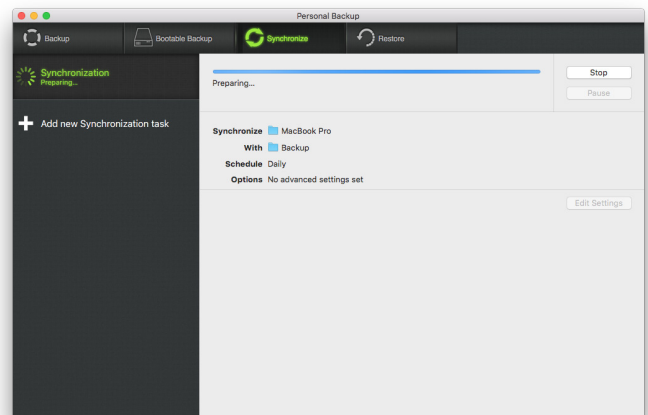 Personal Backup
Backup
Bootable Backup
Synchronize
Restore
Synchronization
Preparing...
Add new Synchronization task
Preparing...
Stop
Pause
Synchronize MacBook Pro
With Backup
Schedule Daily
Options No advanced settings set
Edit Settings